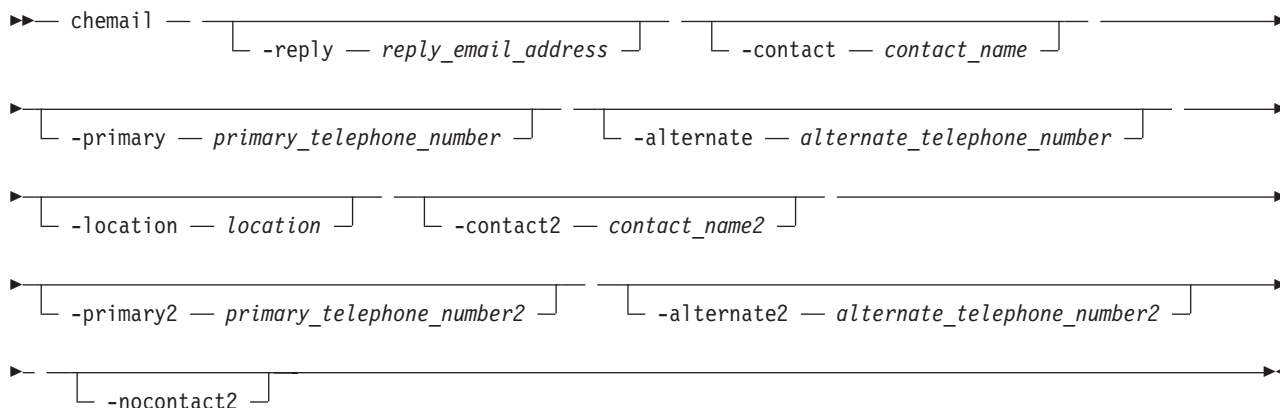 chemail
-reply reply_email_address -contact contact_name
-primary primary_telephone_number -alternate alternate_telephone_number
-location location -contact2 contact_name2
-primary2 primary_telephone_number2 -alternate2 alternate_telephone_number2
-nocontact2